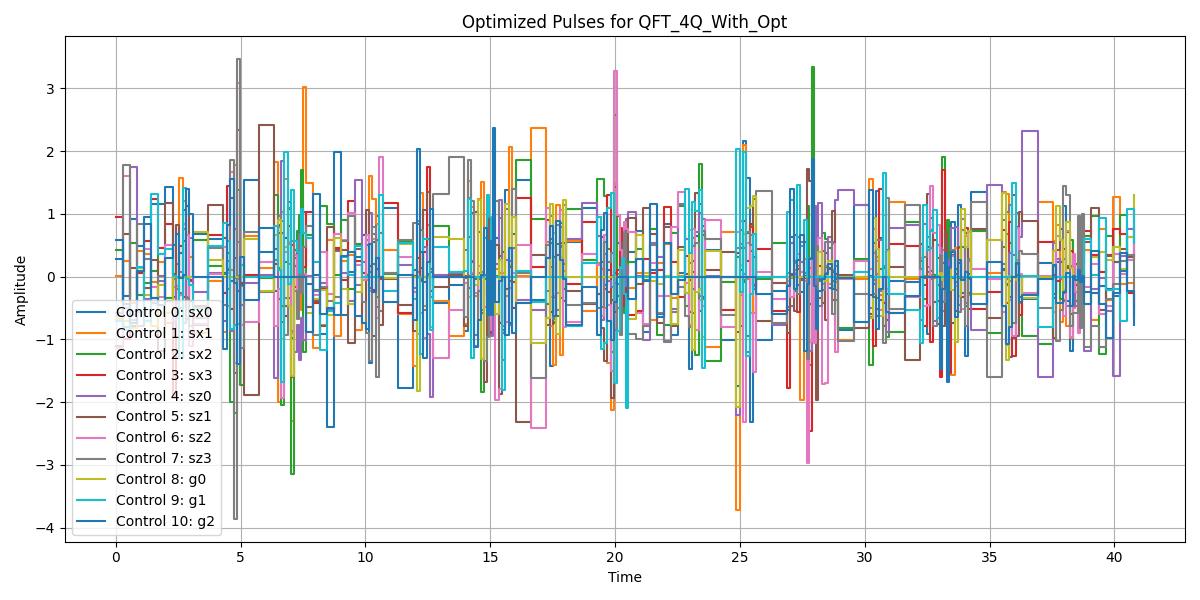 Optimized Pulses for QFT_4Q_With_Opt
Amplitude
3
2
1
0
−1
−2
−3
−4
Control 0: sx0
Control 1: sx1
Control 2: sx2
Control 3: sx3
Control 4: sz0
Control 5: sz1
Control 6: sz2
Control 7: sz3
Control 8: g0
Control 9: g1
Control 10: g2
0 5 10 15 20 25 30 35 40
Time